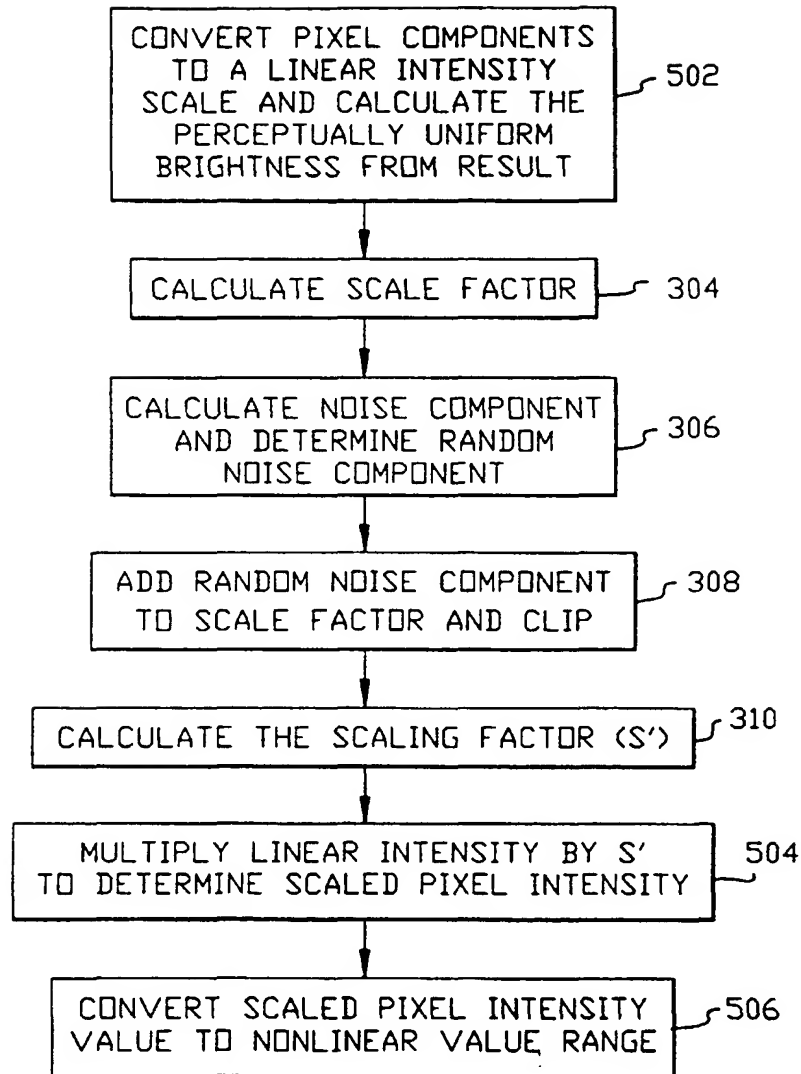 CONVERT PIXEL COMPONENTS
TO A LINEAR INTENSITY
SCALE AND CALCULATE THE
PERCEPTUALLY UNIFORM
BRIGHTNESS FROM RESULT
502
CALCULATE SCALE FACTOR
304
CALCULATE NOISE COMPONENT
AND DETERMINE RANDOM
NOISE COMPONENT
306
ADD RANDOM NOISE COMPONENT
TO SCALE FACTOR AND CLIP
308
CALCULATE THE SCALING FACTOR (S')
310
MULTIPLY LINEAR INTENSITY BY S'
TO DETERMINE SCALED PIXEL INTENSITY
504
CONVERT SCALED PIXEL INTENSITY
VALUE TO NONLINEAR VALUE RANGE
506